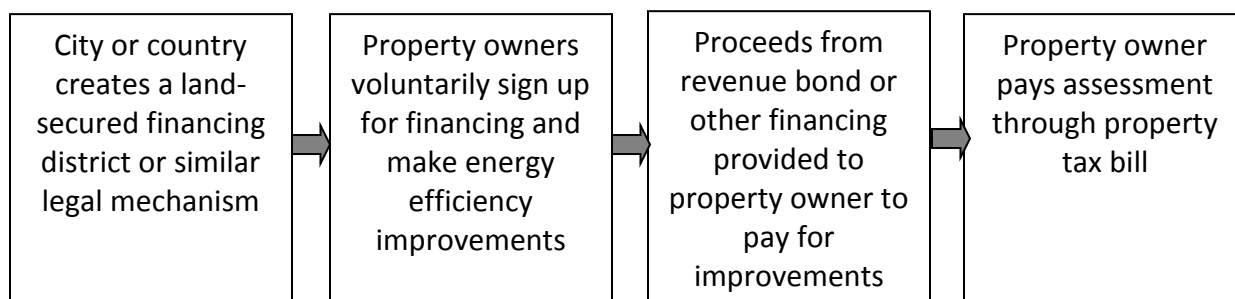 City or country
creates a land-
secured financing
district or similar
legal mechanism
Property owners
voluntarily sign up
for financing and
make energy
efficiency
improvements
Proceeds from
revenue bond or
other financing
provided to
property owner to
pay for
improvements
Property owner
pays assessment
through property
tax bill